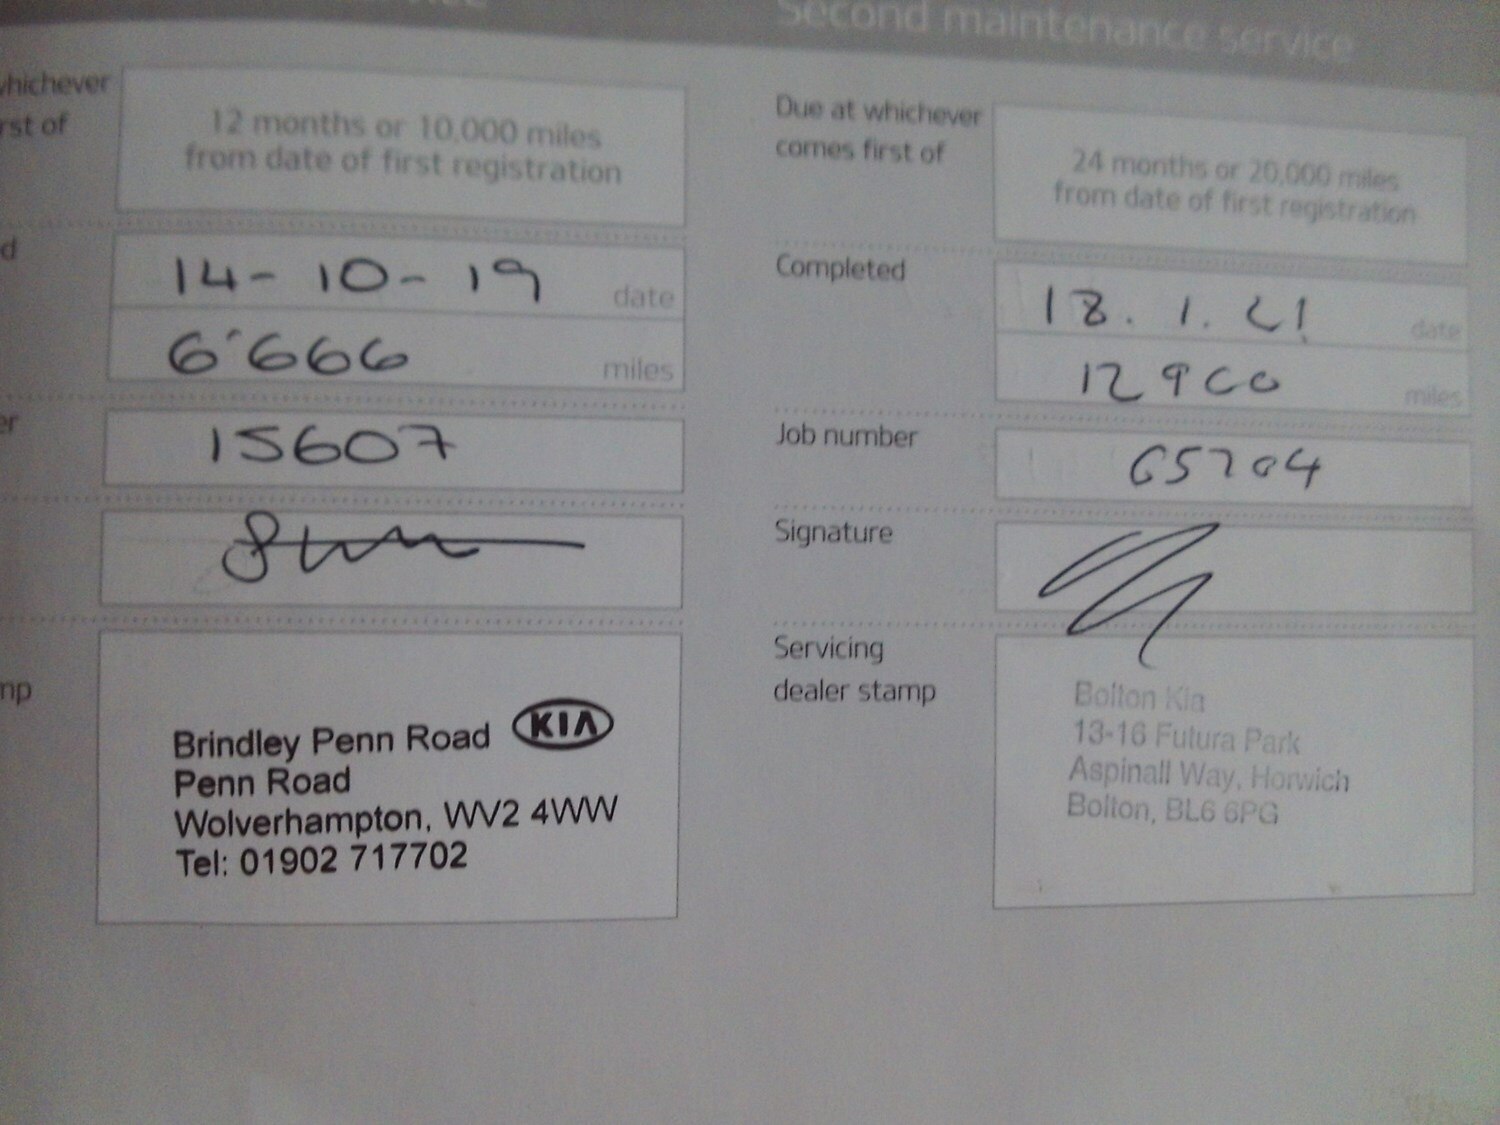 Second maintenance service
whichever
rst of
12 months or 10,000 miles
from date of first registration
14-10-19
date
6'666
miles
15607
Brindley Penn Road KIA
Penn Road
Wolverhampton, WV2 4WW
Tel: 01902 717702
Due at whichever
comes first of
24 months or 20,000 miles
from date of first registration
Completed
18.1.21
date
12900
miles
Job number
65704
Signature
Servicing
dealer stamp
Bolton Kia
13-16 Futura Park
Aspinall Way, Horwich
Bolton, BL6 6PG